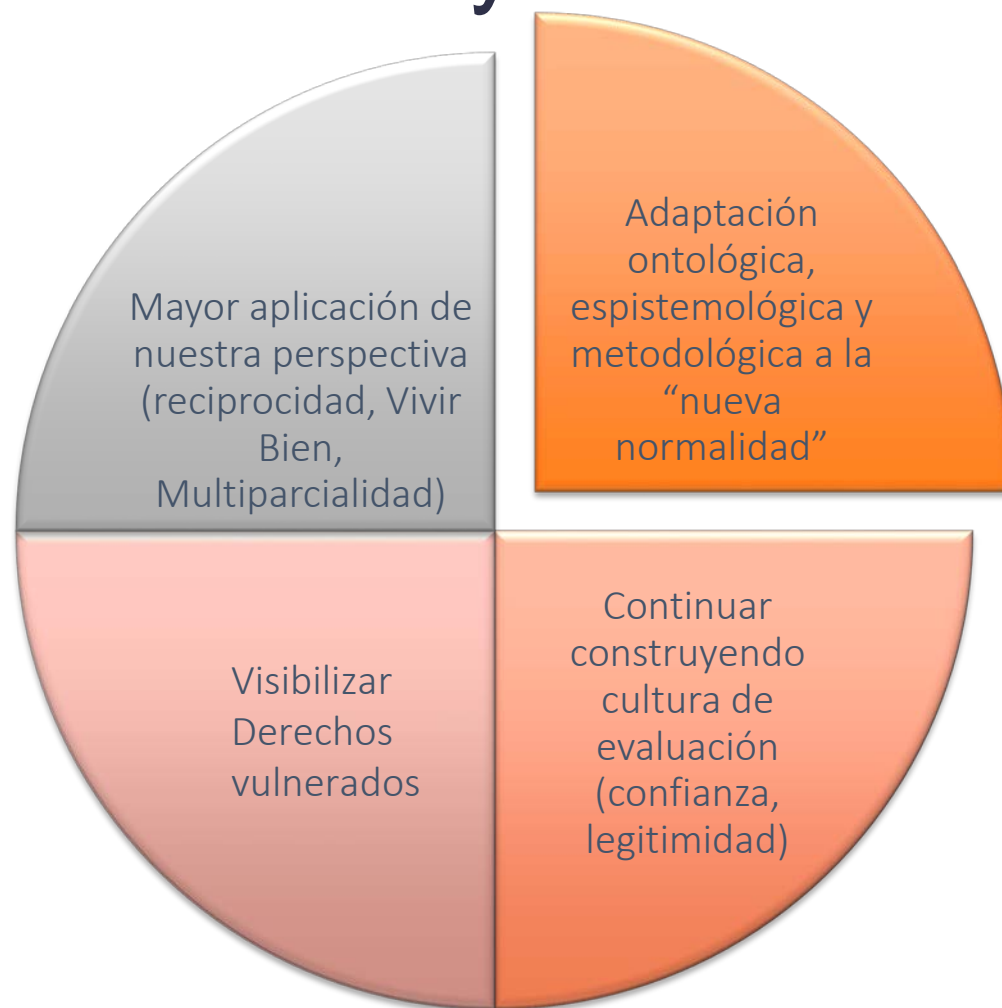 y
Mayor aplicación de
nuestra perspectiva
(reciprocidad, Vivir
Bien,
Multiparcialidad)
Adaptación
ontológica,
espistemológica y
metodológica a la
“nueva
normalidad”
Visibilizar
Derechos
vulnerados
Continuar
construyendo
cultura de
evaluación
(confianza,
legitimidad)